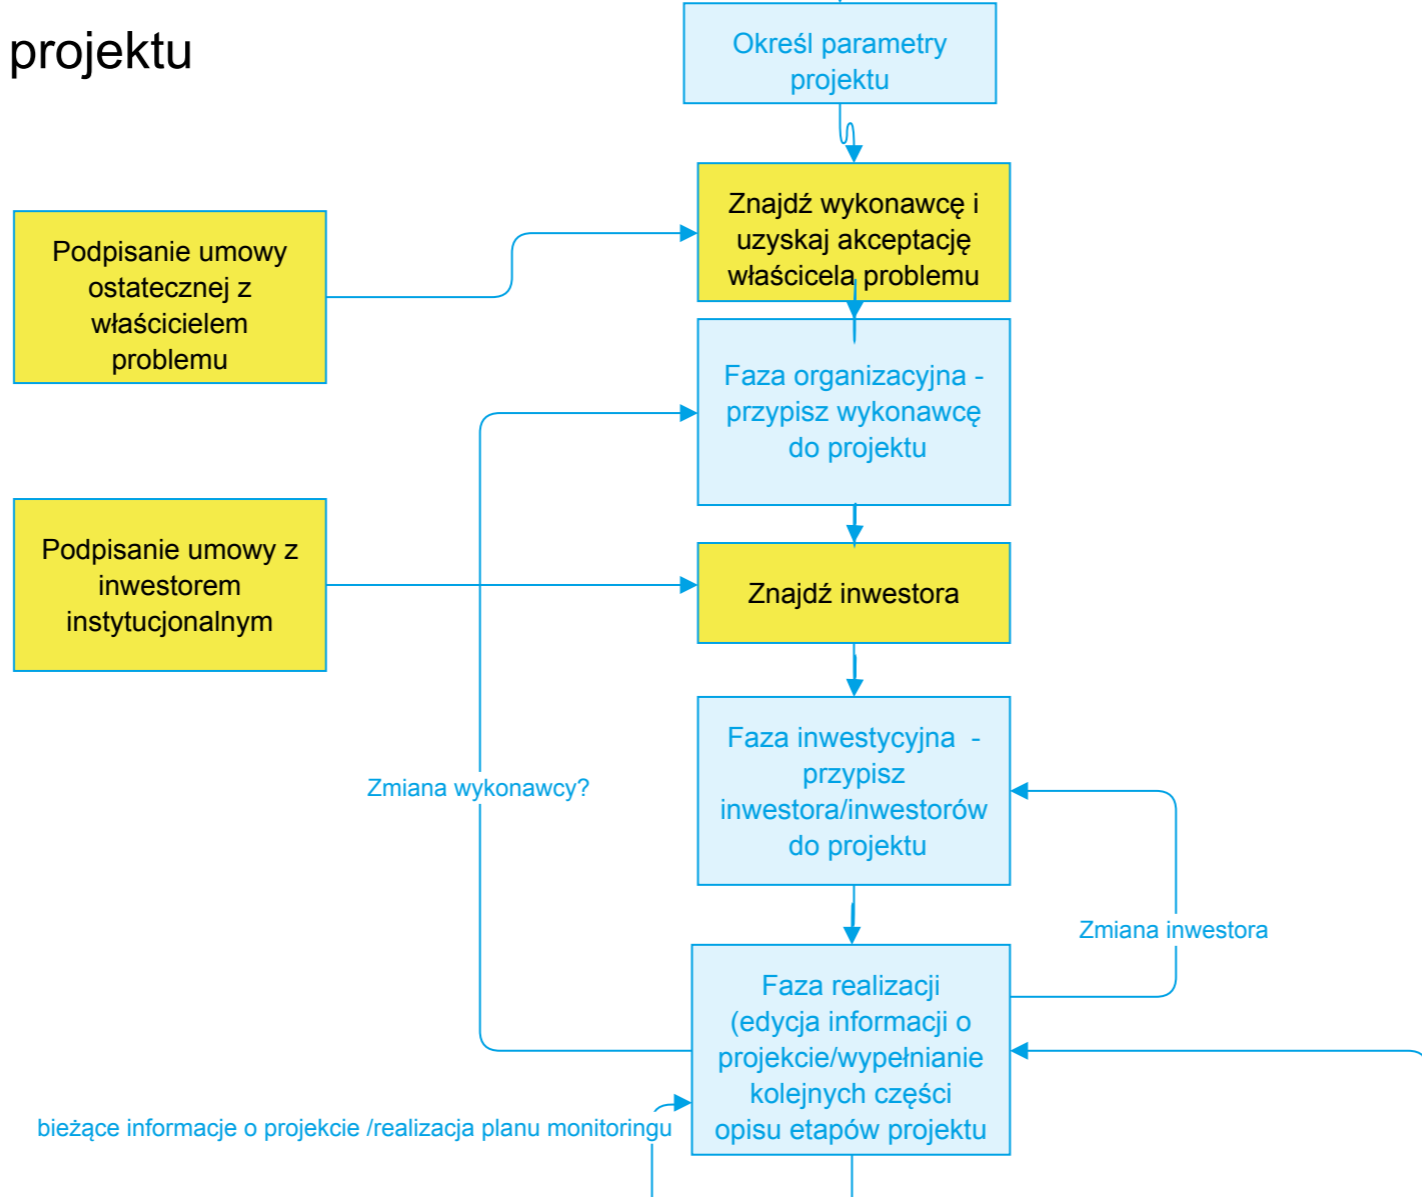 projektu
Określ parametry
projektu
Znajdź wykonawcę i
uzyskaj akceptację
właścicela problemu
Podpisanie umowy
ostatecznej z
właścicielem
problemu
Faza organizacyjna -
przypisz wykonawcę
do projektu
Podpisanie umowy z
inwestorem
instytucjonalnym
Znajdź inwestora
Faza inwestycyjna -
przypisz
inwestora/inwestorów
do projektu
Zmiana wykonawcy?
Zmiana inwestora
Faza realizacji
(edycja informacji o
projekcie/wypełnianie
kolejnych części
opisu etapów projektu
bieżące informacje o projekcie /realizacja planu monitoringu